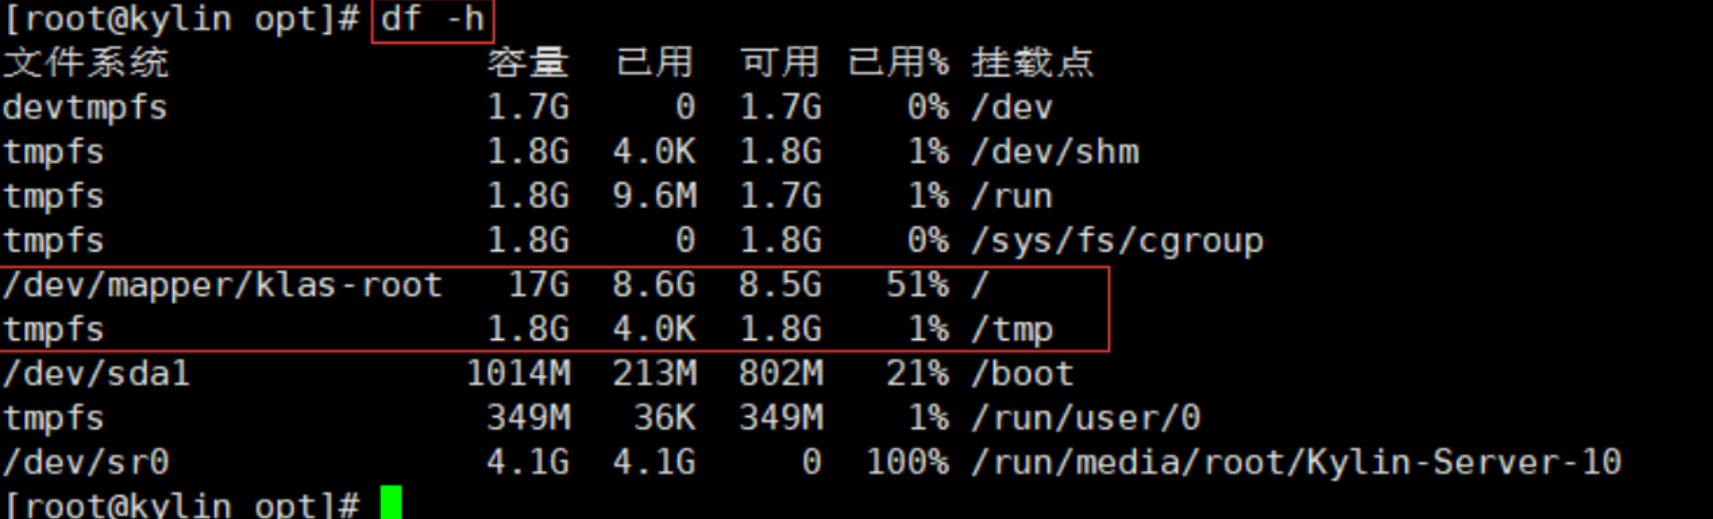 [root@kylin opt]# df -h
文件系统 容量 已用 可用 已用% 挂载点
devtmpfs 1.7G 0 1.7G 0% /dev
tmpfs 1.8G 4.0K 1.8G 1% /dev/shm
tmpfs 1.8G 9.6M 1.7G 1% /run
tmpfs 1.8G 0 1.8G 0% /sys/fs/cgroup
/dev/mapper/klas-root 17G 8.6G 8.5G 51% /
tmpfs 1.8G 4.0K 1.8G 1% /tmp
/dev/sda1 1014M 213M 802M 21% /boot
tmpfs 349M 36K 349M 1% /run/user/0
/dev/sr0 4.1G 4.1G 0 100% /run/media/root/Kylin-Server-10
[root@kylin opt]#